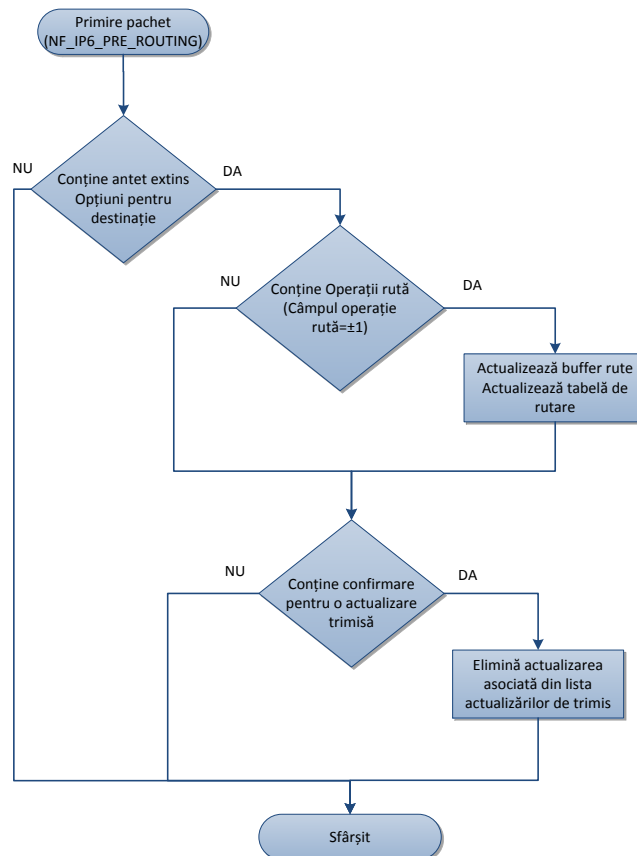 Primire pachet
(NF_IP6_PRE_ROUTING)
NU
DA
Conține antet extins
Opțiuni pentru
destinație
NU
DA
Conține Operații rută
(Câmpul operație
rută=±1)
Actualizează buffer rute
Actualizează tabelă de
rutare
NU
DA
Conține confirmare
pentru o actualizare
trimisă
Elimină actualizarea
asociată din lista
actualizărilor de trimis
Sfârșit